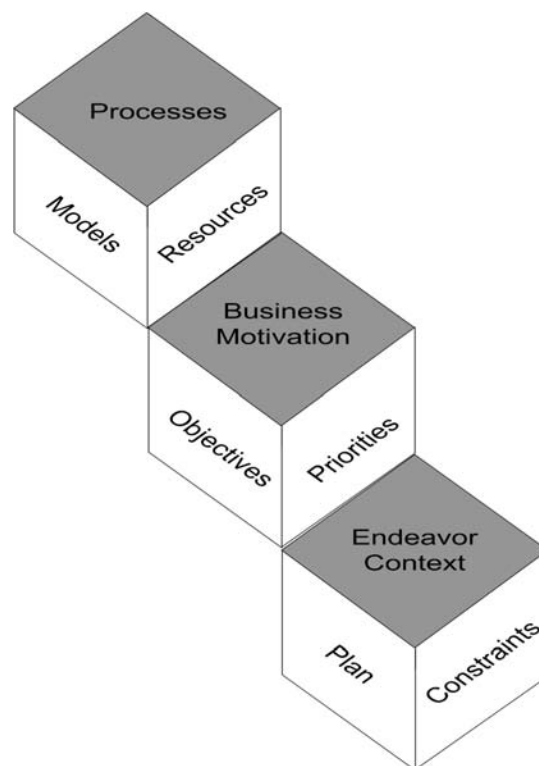 Processes
Models
Resources
Business
Motivation
Objectives
Priorities
Endeavor
Context
Plan
Constraints